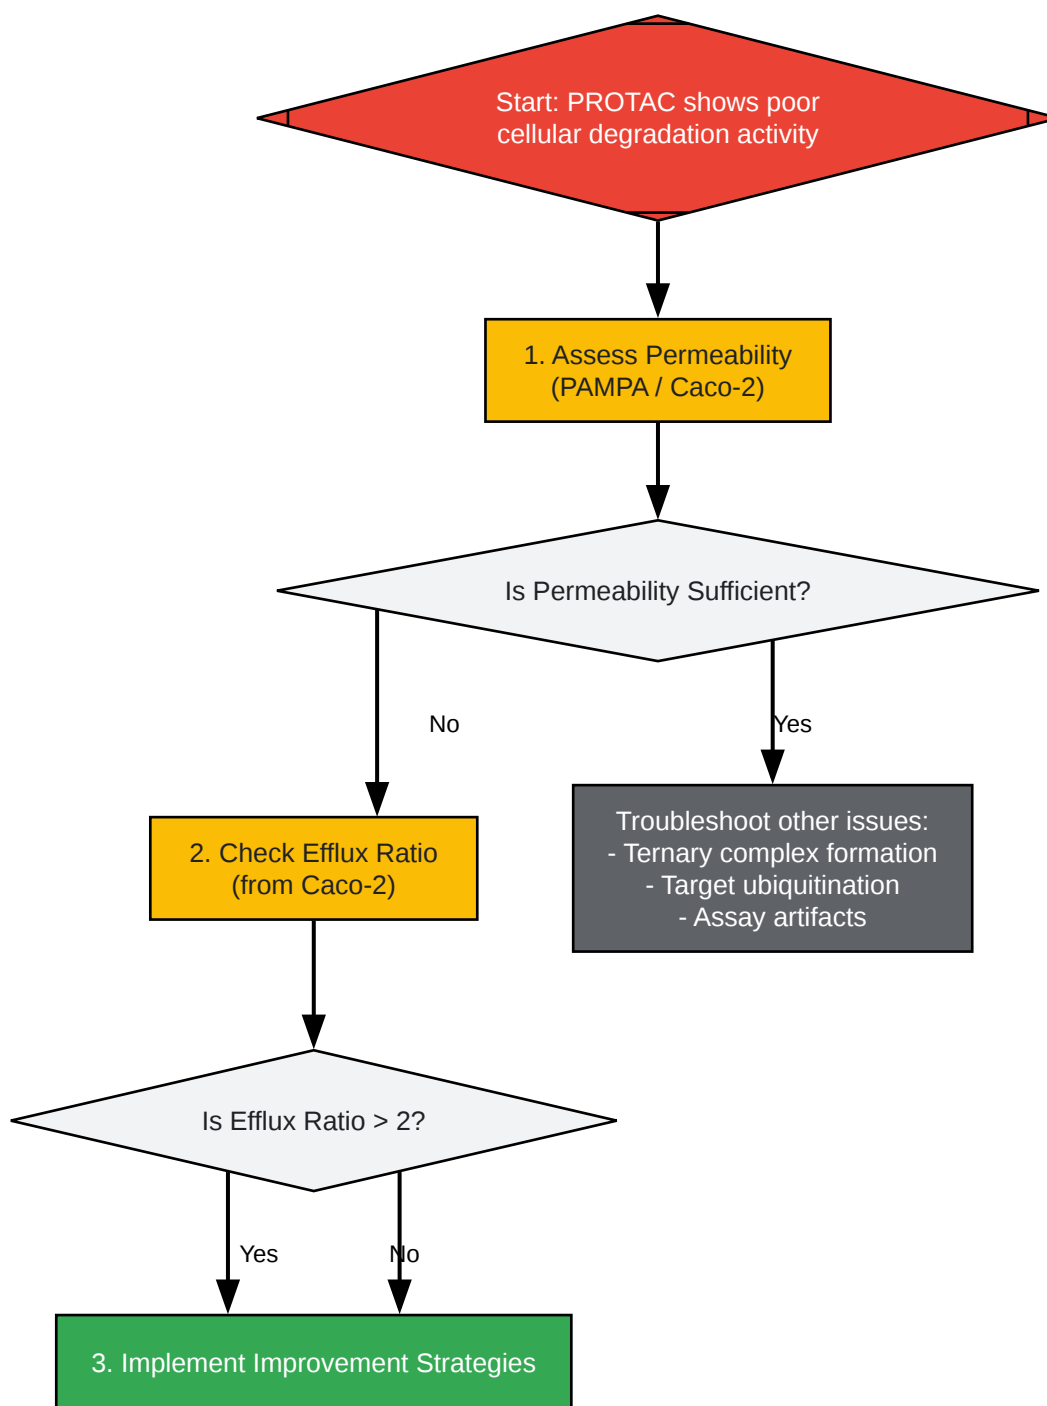 Start: PROTAC shows poor
cellular degradation activity
1. Assess Permeability
(PAMPA / Caco-2)
Is Permeability Sufficient?
No
Yes
2. Check Efflux Ratio
(from Caco-2)
Troubleshoot other issues:
- Ternary complex formation
- Target ubiquitination
- Assay artifacts
Is Efflux Ratio > 2?
Yes
No
3. Implement Improvement Strategies